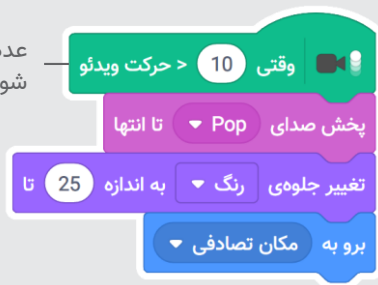 وقتی 10 < حرکت ویدئو
پخش صدای Pop تا انتها
تغییر جلوه‌ی رنگ به اندازه 25 تا
برو به مکان تصادفی